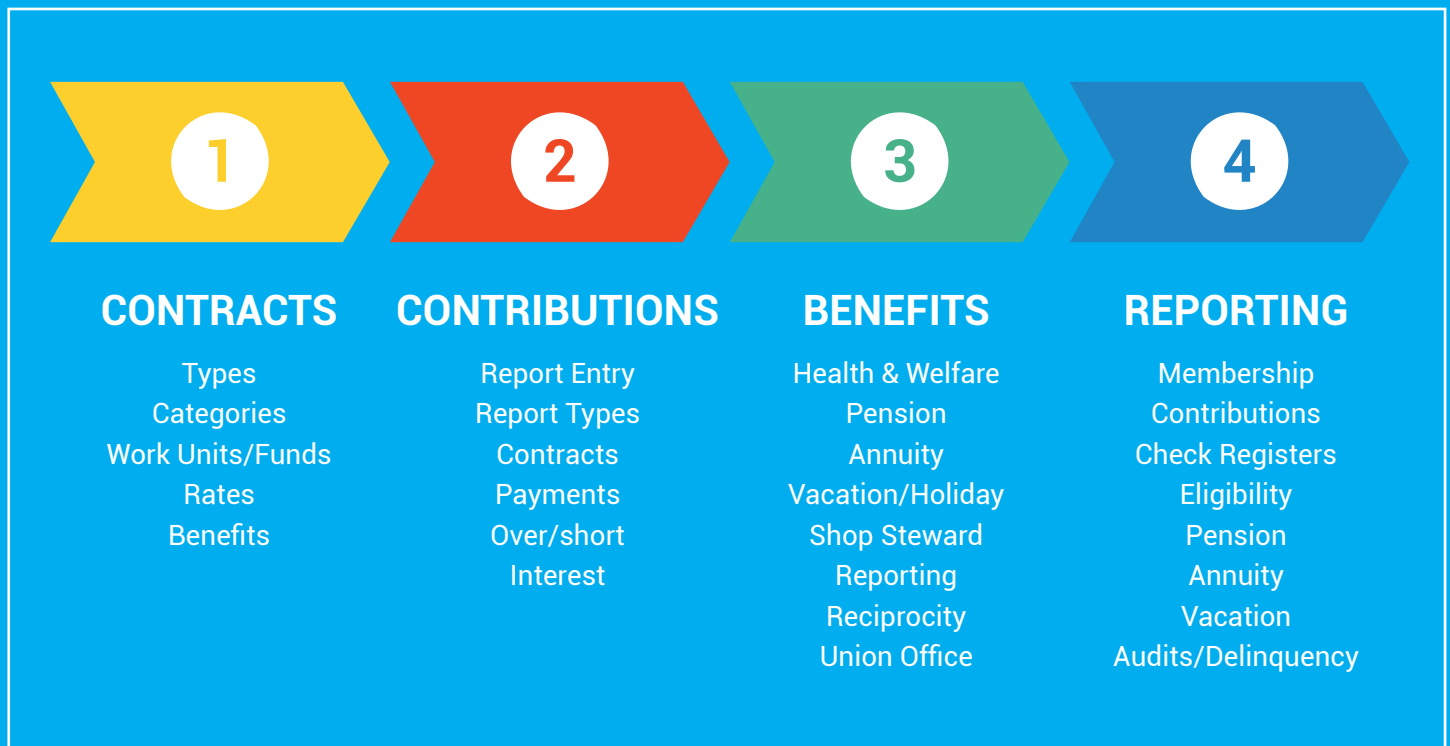 1
2
3
4
CONTRACTS
Types
Categories
Work Units/Funds
Rates
Benefits
CONTRIBUTIONS
Report Entry
Report Types
Contracts
Payments
Over/short
Interest
BENEFITS
Health & Welfare
Pension
Annuity
Vacation/Holiday
Shop Steward
Reporting
Reciprocity
Union Office
REPORTING
Membership
Contributions
Check Registers
Eligibility
Pension
Annuity
Vacation
Audits/Delinquency